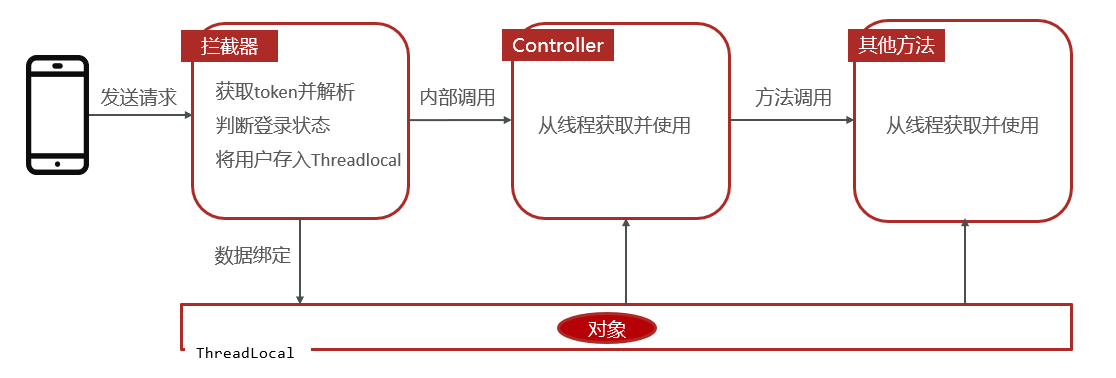 拦截器
Controller
其他方法
发送请求
获取token并解析
判断登录状态
将用户存入Threadlocal
内部调用
从线程获取并使用
方法调用
从线程获取并使用
数据绑定
对象
ThreadLocal